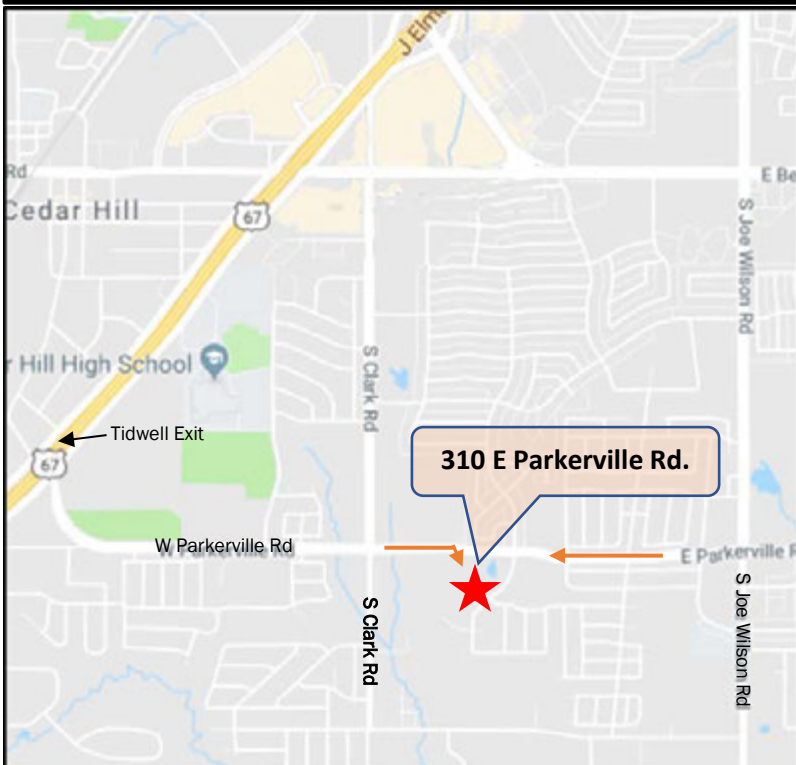 J Elm
Rd
E Be
Cedar Hill
67
S Joe Wilson Rd
r Hill High School
S Clark Rd
Tidwell Exit
67
310 E Parkerville Rd.
W Parkerville Rd
E Parkerville R
S Clark Rd
S Joe Wilson Rd